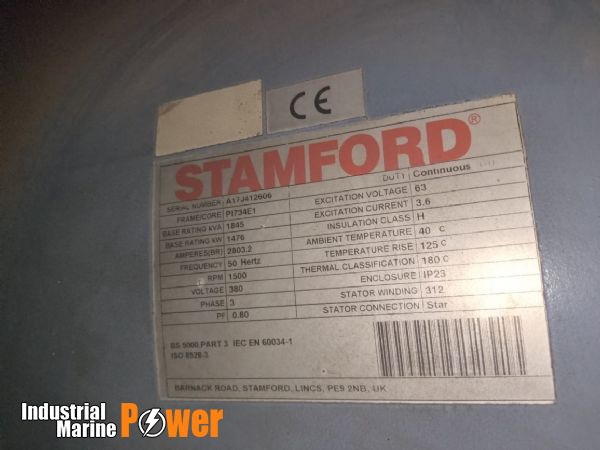 CE
STAMFORD®
SERIAL NUMBER A17J412606
FRAME/CORE PI734E1
BASE RATING kVA 1845
BASE RATING kW 1476
AMPERES(BR) 2803.2
FREQUENCY 50 Hertz
RPM 1500
VOLTAGE 380
PHASE 3
PF 0.80
DUTY Continuous
EXCITATION VOLTAGE 63
EXCITATION CURRENT 3.6
INSULATION CLASS H
AMBIENT TEMPERATURE 40 C
TEMPERATURE RISE 125 C
THERMAL CLASSIFICATION 180 C
ENCLOSURE IP23
STATOR WINDING 312
STATOR CONNECTION Star
BS 5000,PART 3 IEC EN 60034-1
ISO 8528-3
BARNACK ROAD, STAMFORD, LINCS, PE9 2NB, UK
Industrial
Marine Power